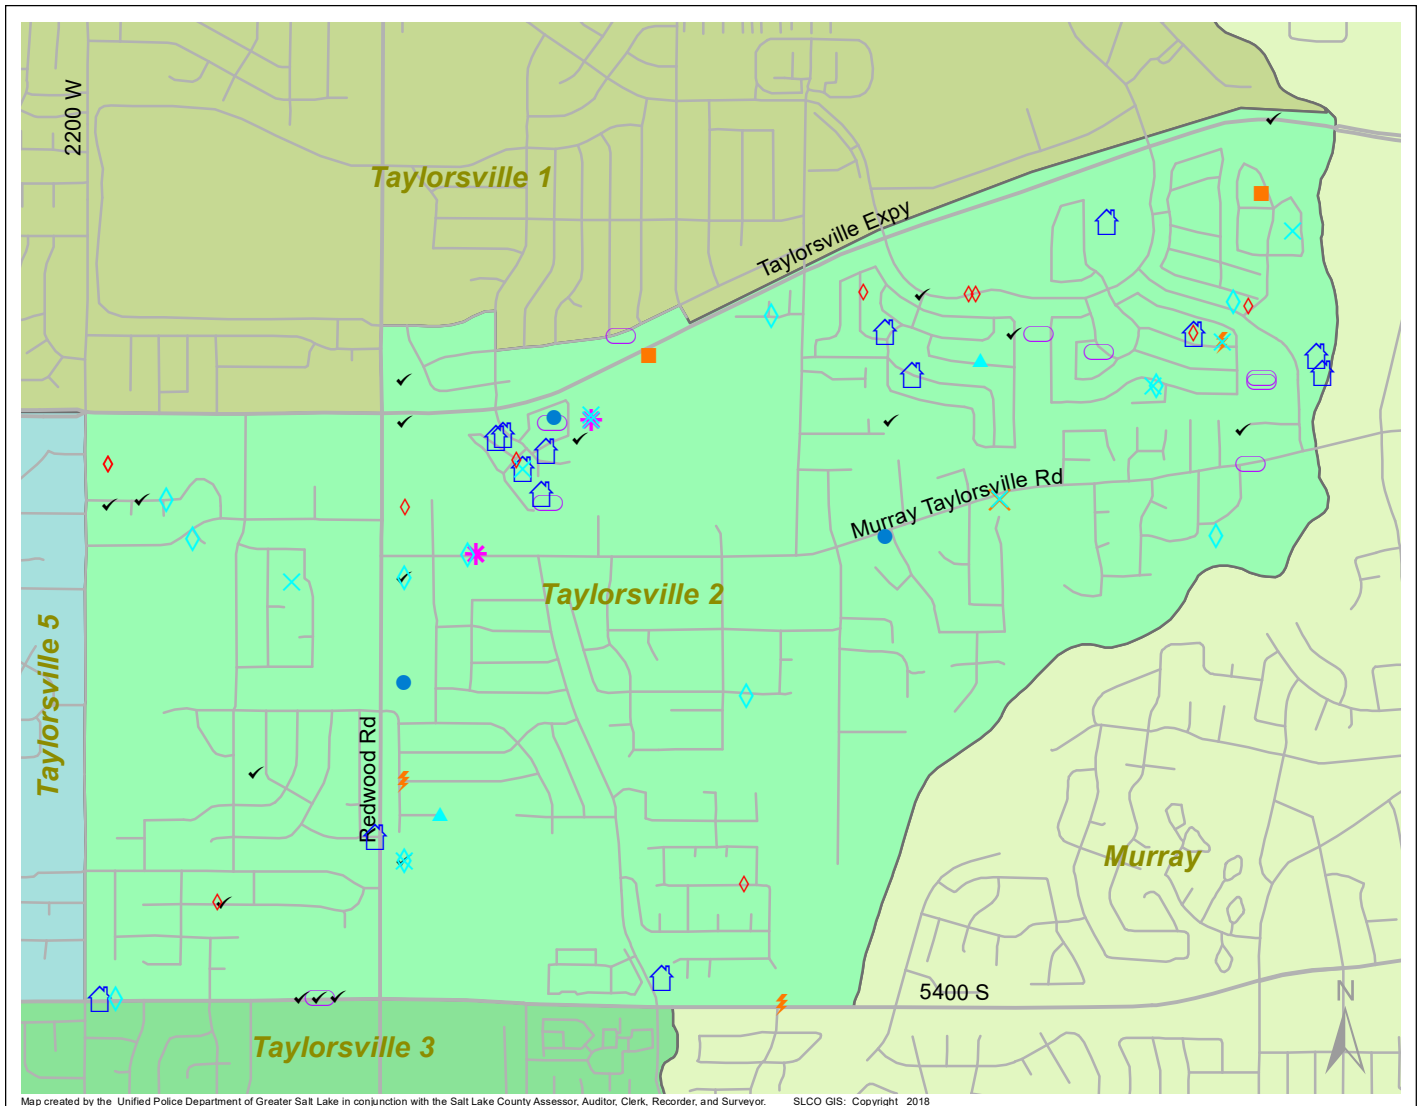 2200 W
Taylorsville 1
Taylorsville Expy
Murray Taylorsville Rd
Taylorsville 2
Taylorsville 5
Redwood Rd
Murray
5400 S
N
Taylorsville 3
Map created by the Unified Police Department of Greater Salt Lake in conjunction with the Salt Lake County Assessor, Auditor, Clerk, Recorder, and Surveyor. SLCO GIS: Copyright 2018